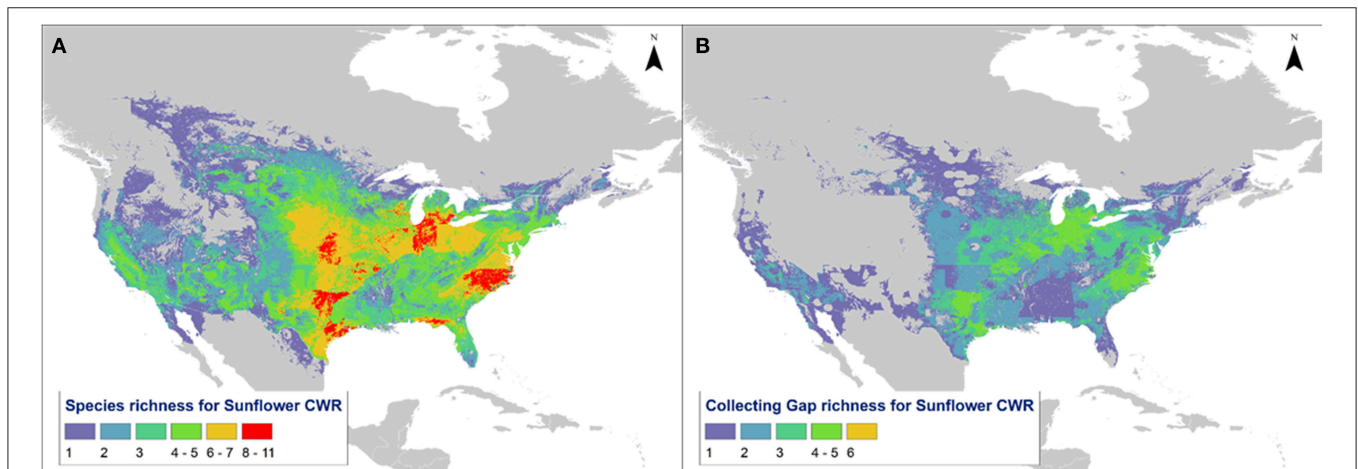 A
N
Species richness for Sunflower CWR
1 2 3 4 - 5 6 - 7 8 - 11
B
N
Collecting Gap richness for Sunflower CWR
1 2 3 4 - 5 6